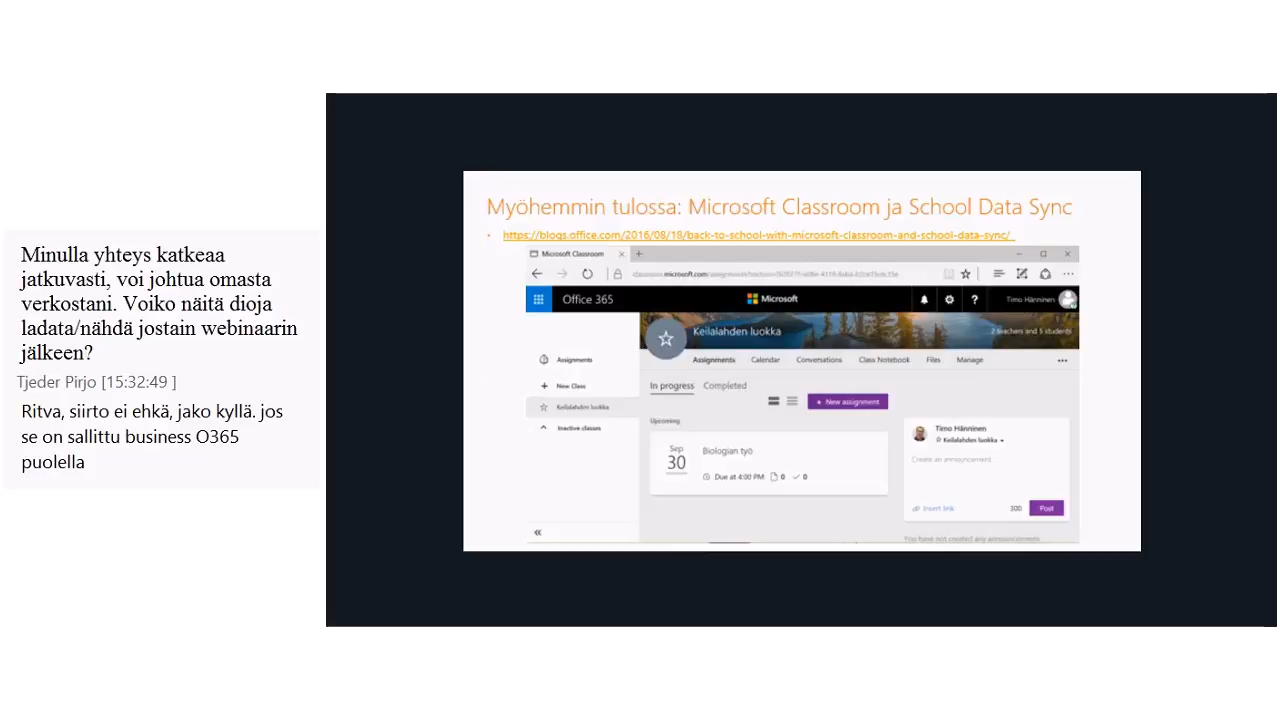 Minulla yhteys katkeaa
jatkuvasti, voi johtua omasta
verkostani. Voiko näitä dioja
ladata/nähdä jostain webinaarin
jälkeen?
Tjeder Pirjo [15:32:49 ]
Ritva, siirto ei ehkä, jako kyllä. jos
se on sallittu business O365
puolella
Myöhemmin tulossa: Microsoft Classroom ja School Data Sync
• https://blogs.office.com/2016/08/18/back-to-school-with-microsoft-classroom-and-school-data-sync/
Microsoft Classroom
Office 365
Microsoft
Timo Hänninen
Keilalahden luokka
2 teachers and 5 students
Assignments
Assignments Calendar Conversations Class Notebook Files Manage
New Class
In progress Completed
Keilalahden luokka
+ New assignment
Inactive classes
Upcoming
Sep
30
Biologian työ
Due at 4:00 PM 0 0
Timo Hänninen
Keilalahden luokka
Create an announcement
Insert link 300 Post
You have not created any announcements